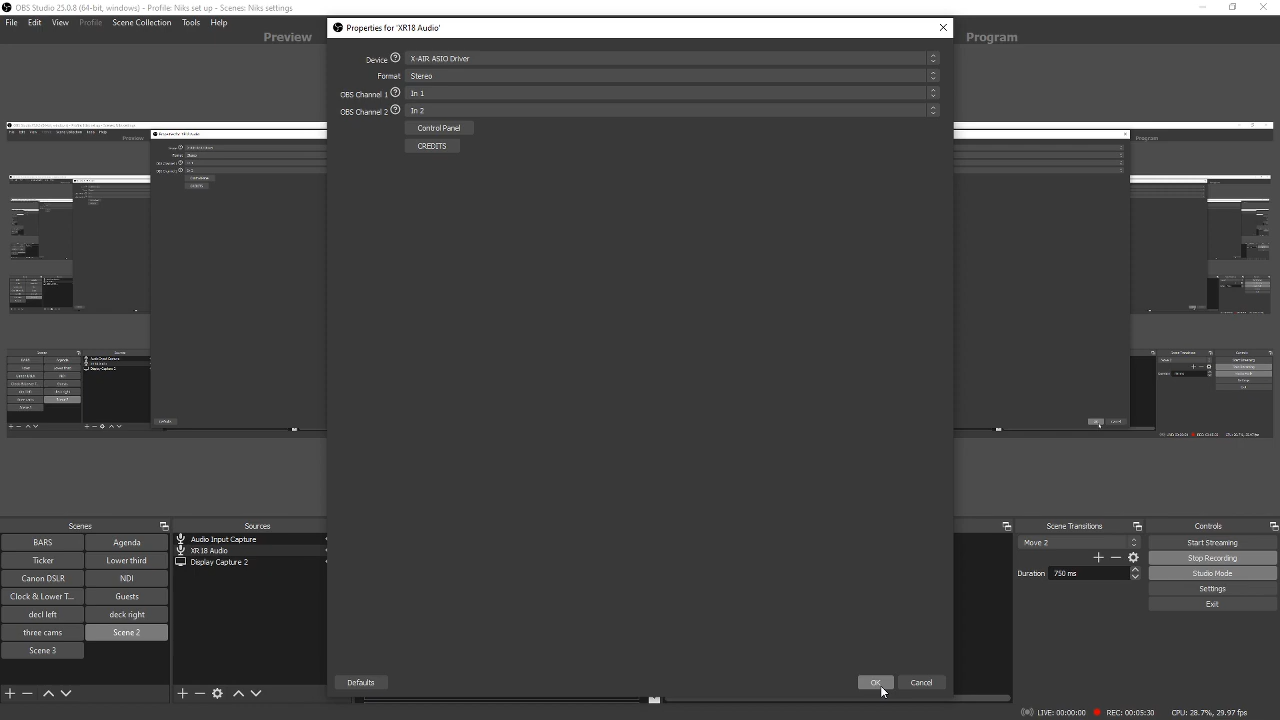 OBS Studio 25.0.8 (64-bit, windows) - Profile: Niks set up - Scenes: Niks settings
File Edit View Profile Scene Collection Tools Help
Preview
Program
Properties for 'XR18 Audio'
Device X-AIR ASIO Driver
Format Stereo
OBS Channel 1 In 1
OBS Channel 2 In 2
Control Panel
CREDITS
Defaults
OK
Cancel
Scenes
BARS
Agenda
Ticker
Lower third
Canon DSLR
NDI
Clock & Lower T...
Guests
decl left
deck right
three cams
Scene 2
Scene 3
Sources
Audio Input Capture
XR18 Audio
Display Capture 2
Scene Transitions
Move 2
Duration 750 ms
Controls
Start Streaming
Stop Recording
Studio Mode
Settings
Exit
LIVE: 00:00:00 REC: 00:05:30 CPU: 28.7%, 29.97 fps